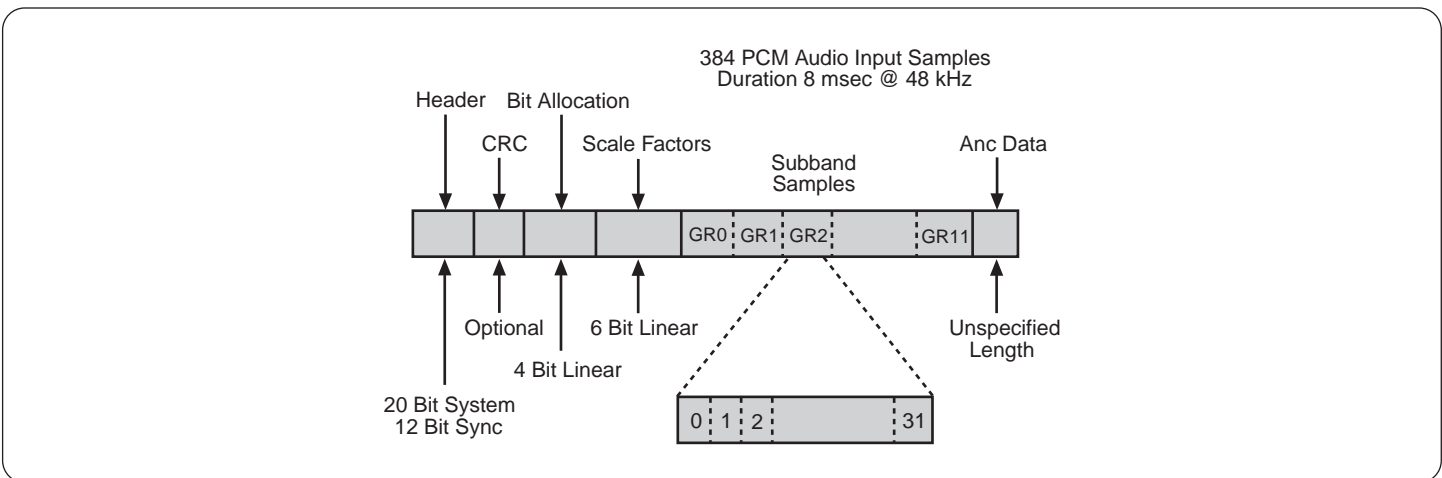 384 PCM Audio Input Samples
Duration 8 msec @ 48 kHz
Header
Bit Allocation
CRC
Scale Factors
Anc Data
Subband
Samples
GR0 GR1 GR2 GR11
Optional
6 Bit Linear
Unspecified
Length
4 Bit Linear
20 Bit System
12 Bit Sync
0 1 2 31